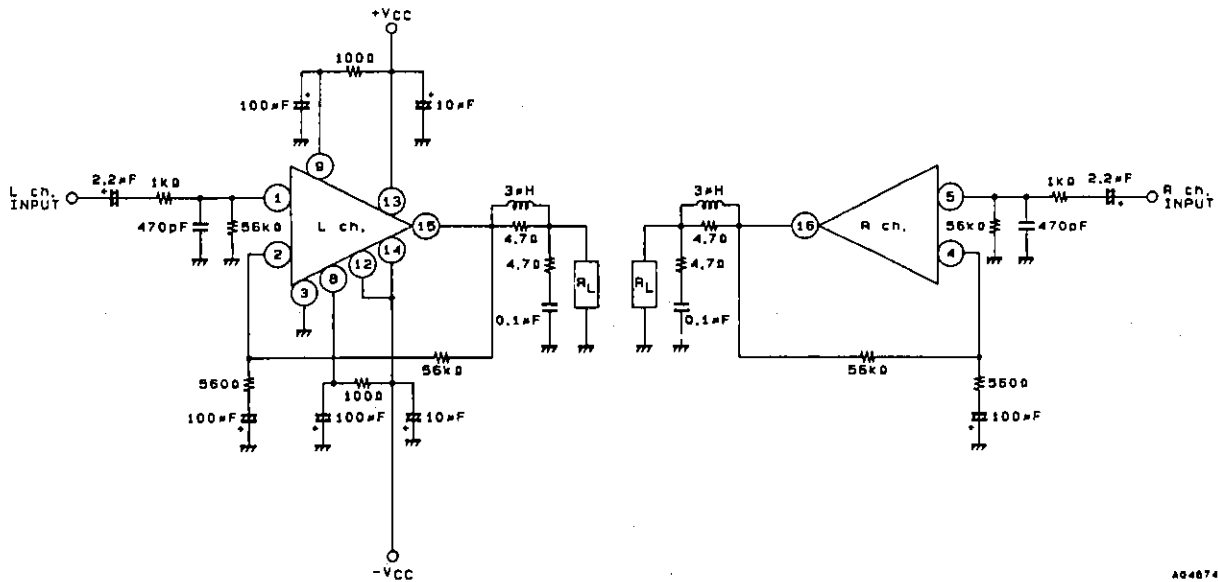 +VCC
100Ω
100μF
+
10μF
+
9
L ch.
INPUT
2.2μF
+
1kΩ
470pF
56kΩ
1
2
3
8
12
13
14
15
L ch.
3μH
4.7Ω
4.7Ω
0.1μF
RL
56kΩ
560Ω
100μF
+
100Ω
100μF
+
10μF
+
-VCC
3μH
4.7Ω
4.7Ω
0.1μF
RL
16
R ch.
5
4
56kΩ
470pF
1kΩ
2.2μF
+
R ch.
INPUT
56kΩ
560Ω
100μF
+
A04674